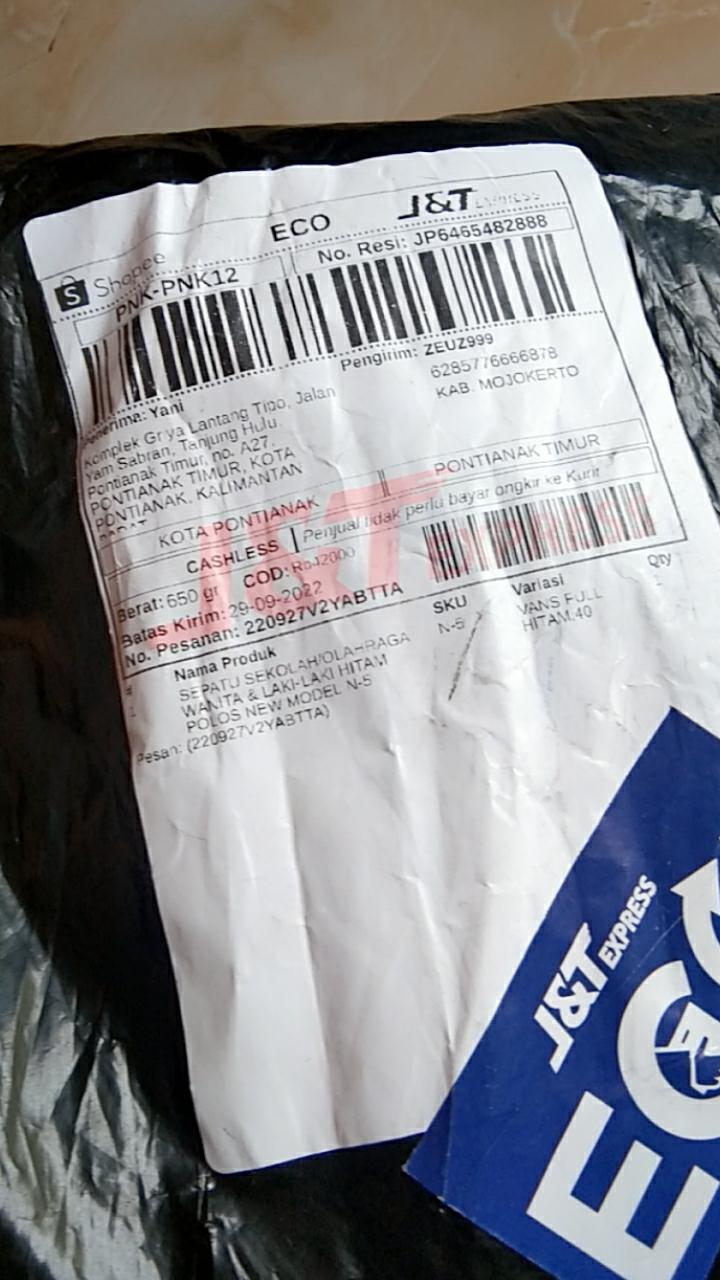 ECO
J&T EXPRESS
Shopee
PNK-PNK12
No. Resi: JP6465482888
Penerima: Yani
Pengirim: ZEUZ999
6285776666878
KAB. MOJOKERTO
Komplek Griya Lantang Tipo, Jalan
Yam Sabran, Tanjung Hulu,
Pontianak Timur, no. A27,
PONTIANAK TIMUR, KOTA
PONTIANAK, KALIMANTAN
KOTA PONTIANAK
PONTIANAK TIMUR
CASHLESS
Penjual tidak perlu bayar ongkir ke Kurir
Berat: 650 gr
COD:
Batas Kirim: 29-09-2022
No. Pesanan: 220927V2YABTTA
J&T EXPRESS
# Nama Produk SKU Variasi Qty
1 SEPATU SEKOLAH/OLAHRAGA N-5 VANS FULL 1
WANITA & LAKI-LAKI HITAM HITAM,40
POLOS NEW MODEL N-5
Pesan: (220927V2YABTTA)
J&T EXPRESS
ECO